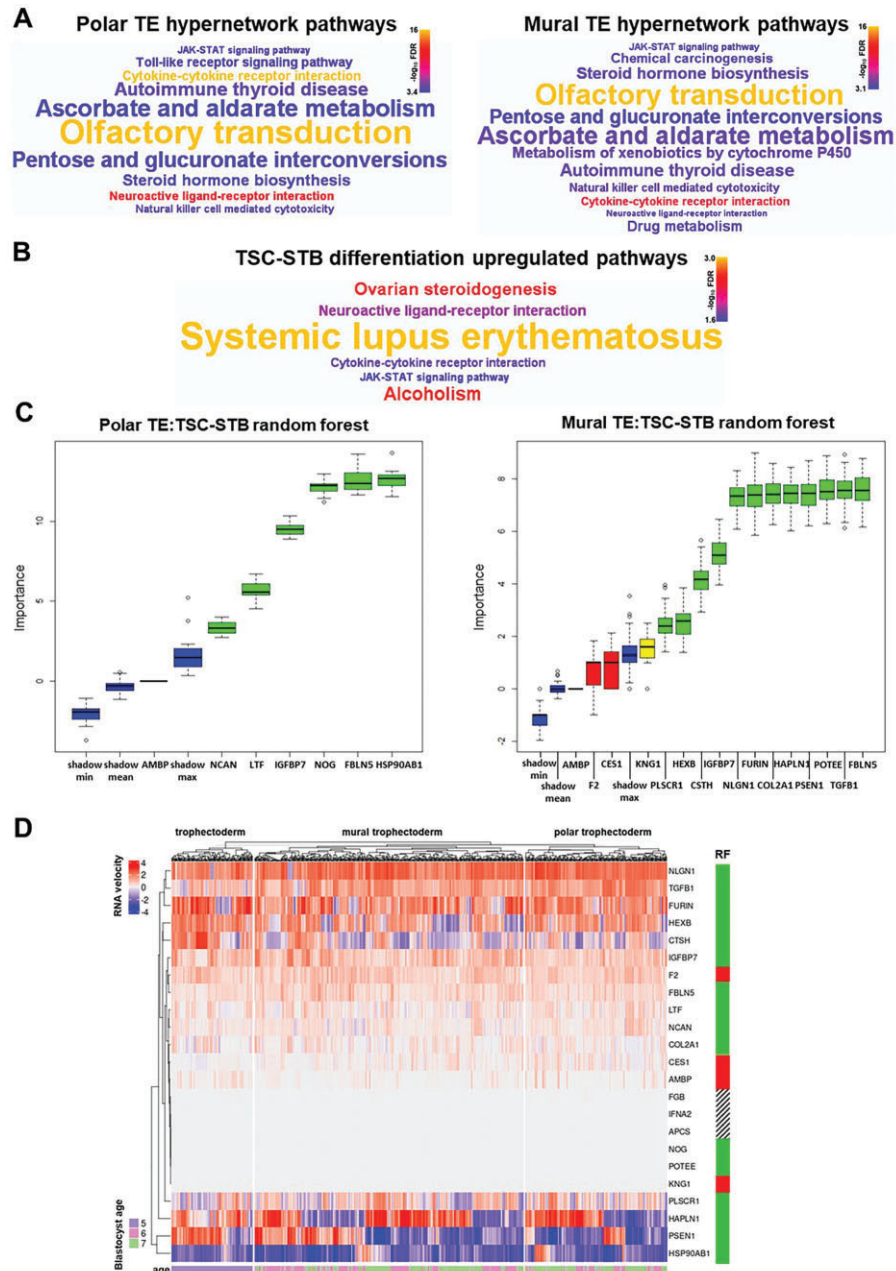 A
Polar TE hypernetwork pathways
JAK-STAT signaling pathway
Toll-like receptor signaling pathway
Cytokine-cytokine receptor interaction
Autoimmune thyroid disease
Ascorbate and aldarate metabolism
Olfactory transduction
Pentose and glucuronate interconversions
Steroid hormone biosynthesis
Neuroactive ligand-receptor interaction
Natural killer cell mediated cytotoxicity
16
-log10 FDR
3.4
Mural TE hypernetwork pathways
JAK-STAT signaling pathway
Chemical carcinogenesis
Steroid hormone biosynthesis
Olfactory transduction
Pentose and glucuronate interconversions
Ascorbate and aldarate metabolism
Metabolism of xenobiotics by cytochrome P450
Autoimmune thyroid disease
Natural killer cell mediated cytotoxicity
Cytokine-cytokine receptor interaction
Neuroactive ligand-receptor interaction
Drug metabolism
16
-log10 FDR
3.1
B
TSC-STB differentiation upregulated pathways
Ovarian steroidogenesis
Neuroactive ligand-receptor interaction
Systemic lupus erythematosus
Cytokine-cytokine receptor interaction
JAK-STAT signaling pathway
Alcoholism
3.0
-log10 FDR
1.6
C
Polar TE:TSC-STB random forest
Importance
10
5
0
shadow min
shadow mean
AMBP
shadow max
NCAN
LTF
IGFBP7
NOG
FBLN5
HSP90AB1
Mural TE:TSC-STB random forest
Importance
8
6
4
2
0
-2
shadow min
shadow mean
AMBP
F2
CES1
shadow max
KNG1
PLSCR1
HEXB
CSTH
IGFBP7
NLGN1
FURIN
COL2A1
HAPLN1
PSEN1
POTEE
TGFB1
FBLN5
D
trophectoderm
mural trophectoderm
polar trophectoderm
RF
RNA velocity
4
2
0
-2
-4
NLGN1
TGFB1
FURIN
HEXB
CTSH
IGFBP7
F2
FBLN5
LTF
NCAN
COL2A1
CES1
AMBP
FGB
IFNA2
APCS
NOG
POTEE
KNG1
PLSCR1
HAPLN1
PSEN1
HSP90AB1
Blastocyst age
5
6
7
age